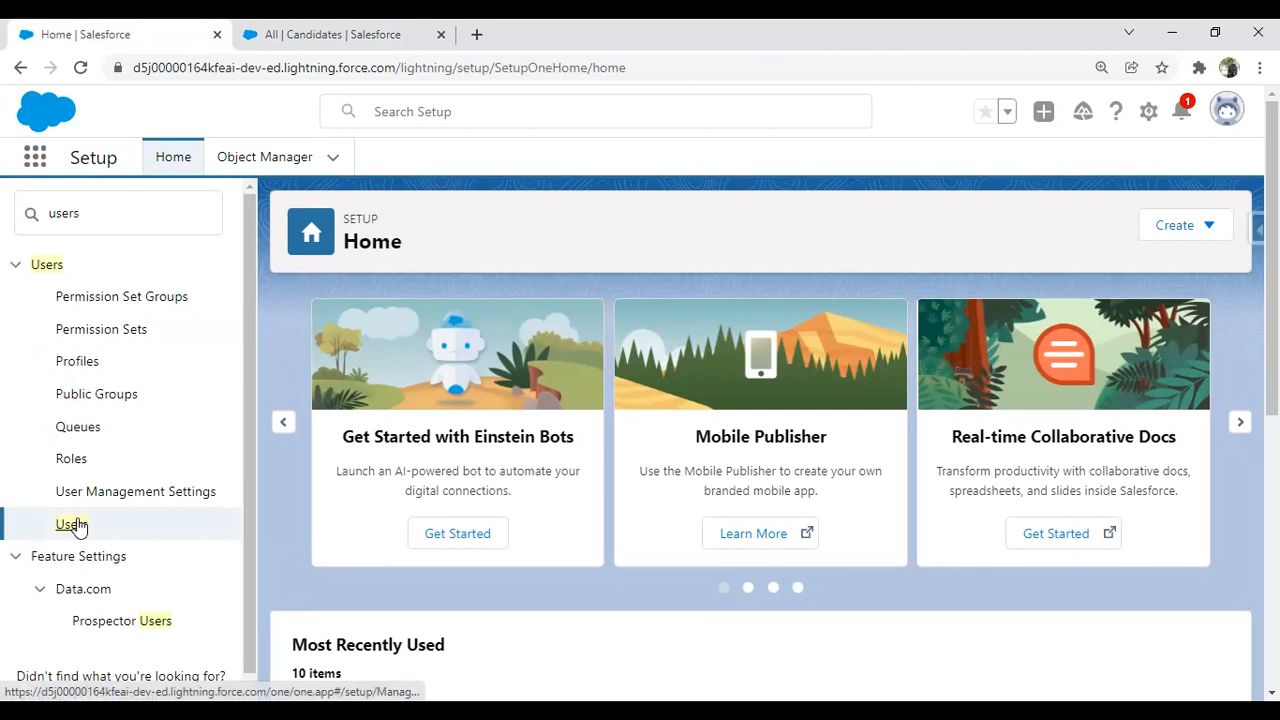 Home | Salesforce
All | Candidates | Salesforce
d5j00000164kfeai-dev-ed.lightning.force.com/lightning/setup/SetupOneHome/home
Search Setup
1
Setup
Home
Object Manager
users
Users
Permission Set Groups
Permission Sets
Profiles
Public Groups
Queues
Roles
User Management Settings
Feature Settings
Data.com
Prospector Users
Didn't find what you're looking for?
https://d5j00000164kfeai-dev-ed.lightning.force.com/one/one.app#/setup/Manag...
SETUP
Home
Create
Get Started with Einstein Bots
Launch an AI-powered bot to automate your
digital connections.
Get Started
Mobile Publisher
Use the Mobile Publisher to create your own
branded mobile app.
Learn More
Real-time Collaborative Docs
Transform productivity with collaborative docs,
spreadsheets, and slides inside Salesforce.
Get Started
Most Recently Used
10 items